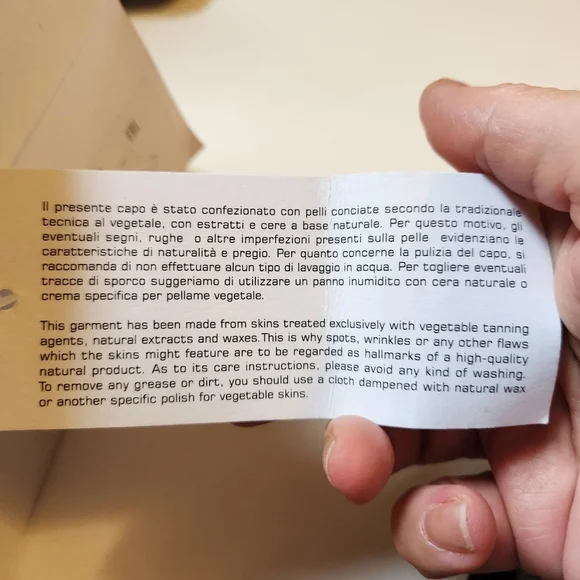 Il presente capo è stato confezionato con pelli conciate secondo la tradizionale
tecnica al vegetale, con estratti e cere a base naturale. Per questo motivo, gli
eventuali segni, rughe o altre imperfezioni presenti sulla pelle evidenziano le
caratteristiche di naturalità e pregio. Per quanto concerne la pulizia del capo, si
raccomanda di non effettuare alcun tipo di lavaggio in acqua. Per togliere eventuali
tracce di sporco suggeriamo di utilizzare un panno inumidito con cera naturale o
crema specifica per pellame vegetale.
This garment has been made from skins treated exclusively with vegetable tanning
agents, natural extracts and waxes.This is why spots, wrinkles or any other flaws
which the skins might feature are to be regarded as hallmarks of a high-quality
natural product. As to its care instructions, please avoid any kind of washing.
To remove any grease or dirt, you should use a cloth dampened with natural wax
or another specific polish for vegetable skins.